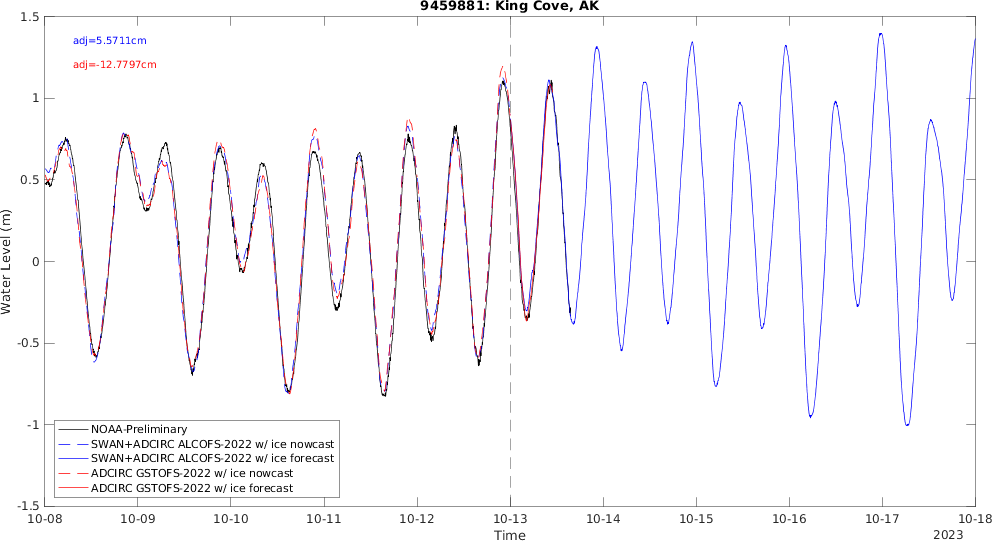 9459881: King Cove, AK
adj=5.5711cm
adj=-12.7797cm
Water Level (m)
1.5
1
0.5
0
-0.5
-1
-1.5
NOAA-Preliminary
SWAN+ADCIRC ALCOFS-2022 w/ ice nowcast
SWAN+ADCIRC ALCOFS-2022 w/ ice forecast
ADCIRC GSTOFS-2022 w/ ice nowcast
ADCIRC GSTOFS-2022 w/ ice forecast
10-08 10-09 10-10 10-11 10-12 10-13 10-14 10-15 10-16 10-17 10-18
Time
2023